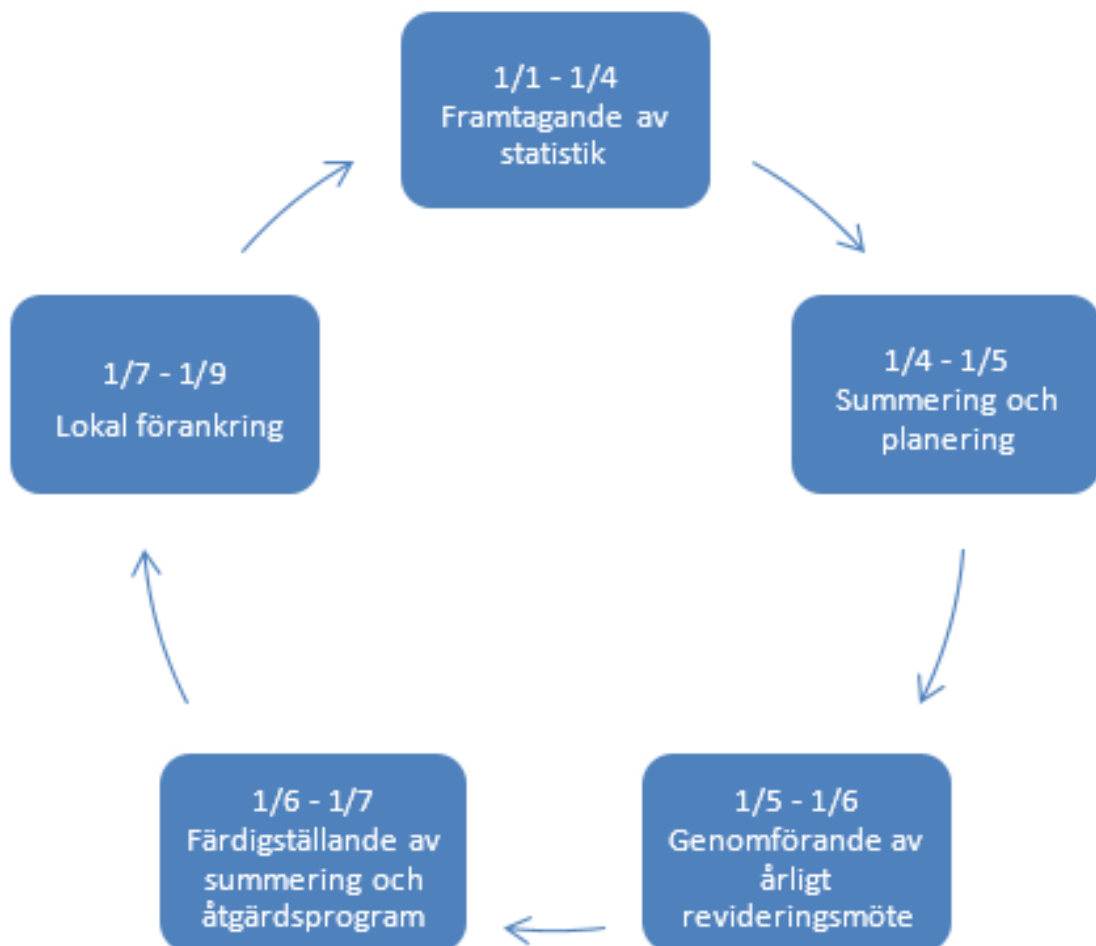 1/1 - 1/4
Framtagande av
statistik
1/4 - 1/5
Summering och
planering
1/5 - 1/6
Genomförande av
årligt
revideringsmöte
1/6 - 1/7
Färdigställande av
summering och
åtgärdsprogram
1/7 - 1/9
Lokal förankring